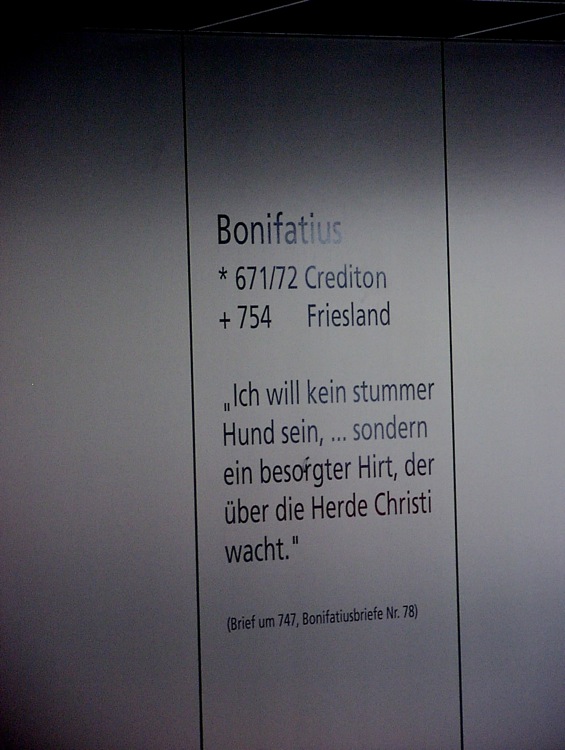 Bonifatius
* 671/72 Crediton
+ 754 Friesland
„Ich will kein stummer
Hund sein, ... sondern
ein besorgter Hirt, der
über die Herde Christi
wacht."
(Brief um 747, Bonifatiusbriefe Nr. 78)